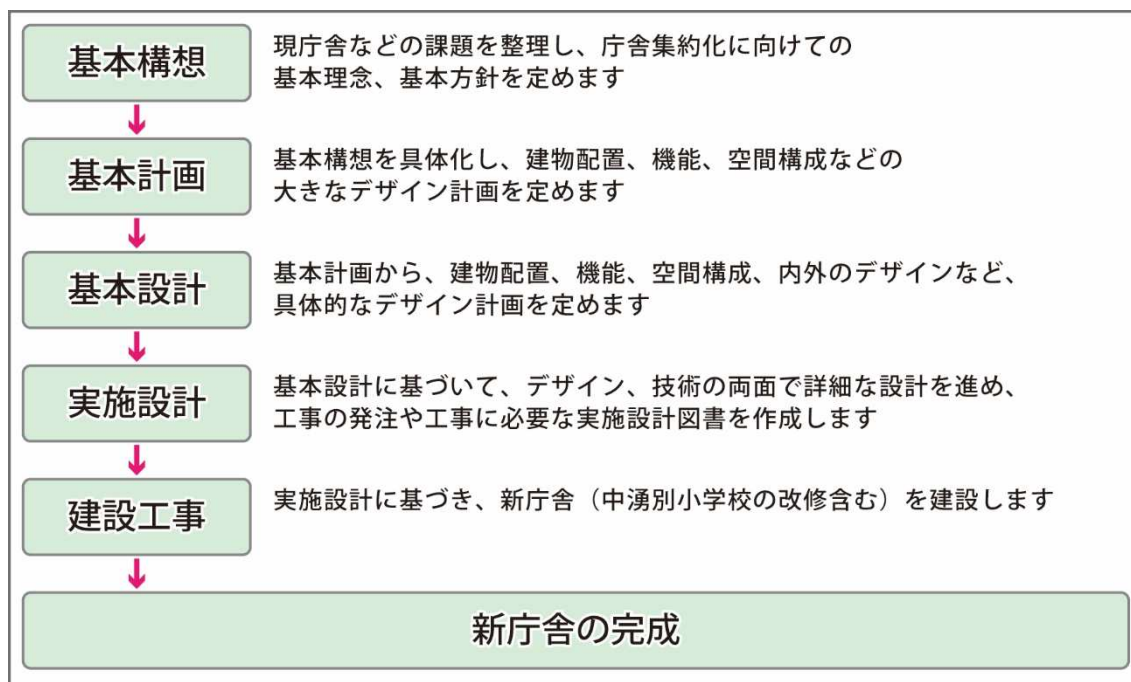 基本構想
現庁舎などの課題を整理し、庁舎集約化に向けての
基本理念、基本方針を定めます
基本計画
基本構想を具体化し、建物配置、機能、空間構成などの
大きなデザイン計画を定めます
基本設計
基本計画から、建物配置、機能、空間構成、内外のデザインなど、
具体的なデザイン計画を定めます
実施設計
基本設計に基づいて、デザイン、技術の両面で詳細な設計を進め、
工事の発注や工事に必要な実施設計図書を作成します
建設工事
実施設計に基づき、新庁舎（中湧別小学校の改修含む）を建設します
新庁舎の完成